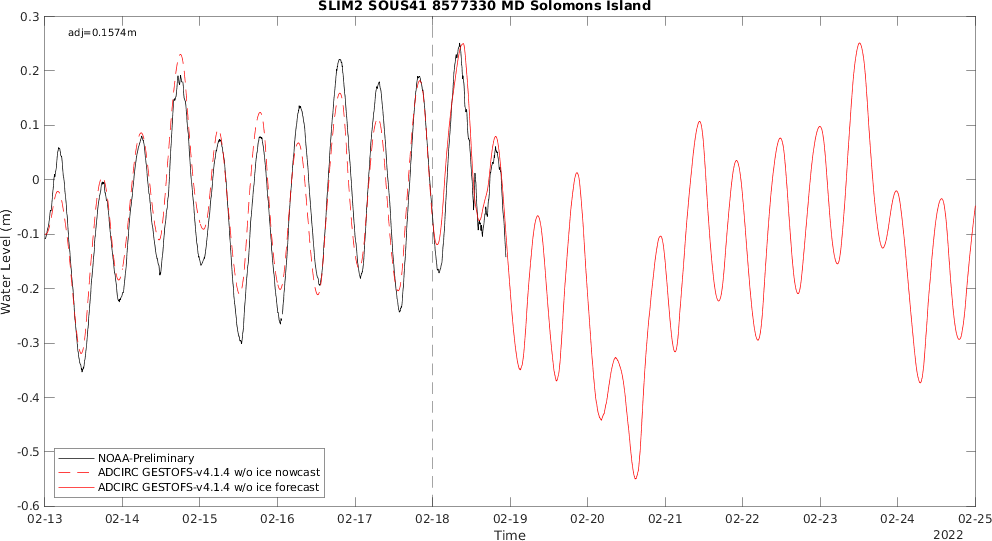 SLIM2 SOUS41 8577330 MD Solomons Island
adj=0.1574m
0.3
0.2
0.1
0
-0.1
-0.2
-0.3
-0.4
-0.5
-0.6
Water Level (m)
NOAA-Preliminary
ADCIRC GESTOFS-v4.1.4 w/o ice nowcast
ADCIRC GESTOFS-v4.1.4 w/o ice forecast
02-13 02-14 02-15 02-16 02-17 02-18 02-19 02-20 02-21 02-22 02-23 02-24 02-25
Time
2022